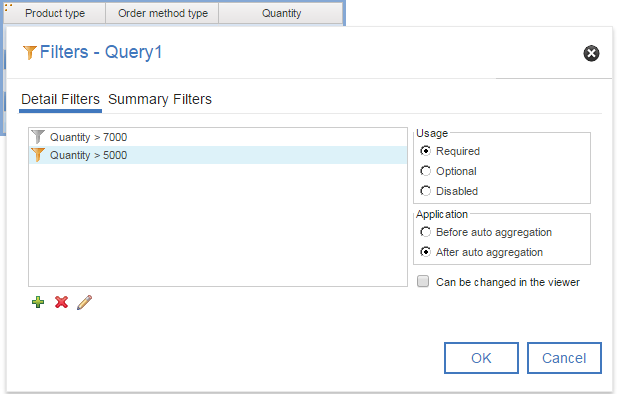 Product type Order method type Quantity
Filters - Query1
Detail Filters Summary Filters
Quantity > 7000
Quantity > 5000
Usage
Required
Optional
Disabled
Application
Before auto aggregation
After auto aggregation
Can be changed in the viewer
OK Cancel